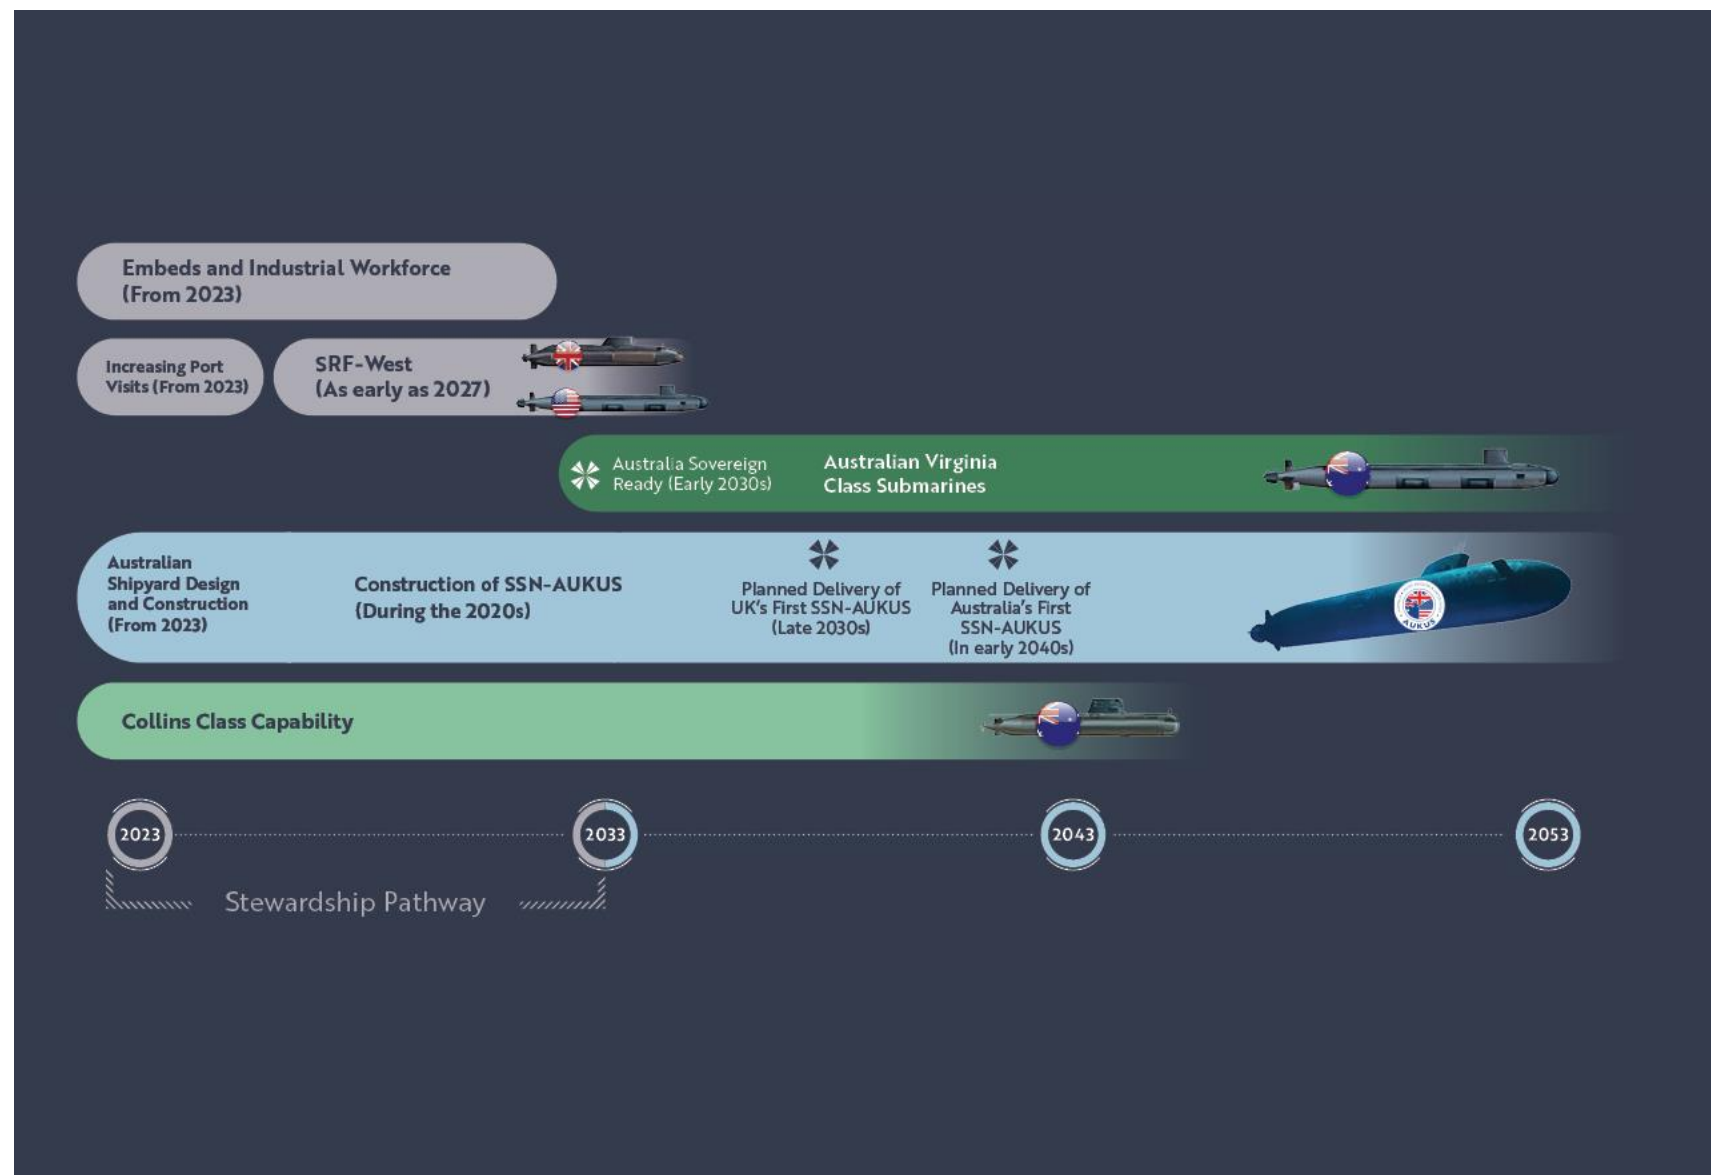 Embeds and Industrial Workforce
(From 2023)
Increasing Port
Visits (From 2023)
SRF-West
(As early as 2027)
Australia Sovereign
Ready (Early 2030s)
Australian Virginia
Class Submarines
Australian
Shipyard Design
and Construction
(From 2023)
Construction of SSN-AUKUS
(During the 2020s)
Planned Delivery of
UK's First SSN-AUKUS
(Late 2030s)
Planned Delivery of
Australia's First
SSN-AUKUS
(In early 2040s)
AUKUS
Collins Class Capability
2023
2033
2043
2053
Stewardship Pathway